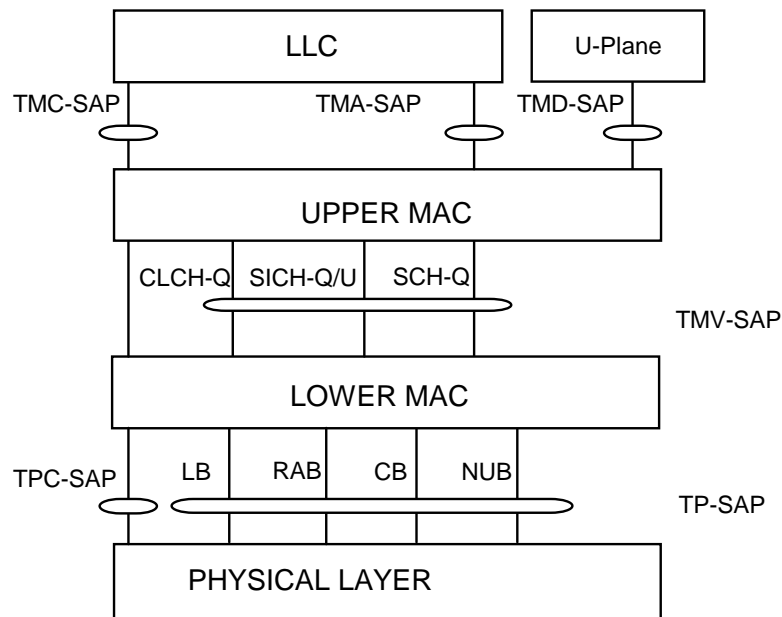 LLC
U-Plane
TMC-SAP
TMA-SAP
TMD-SAP
UPPER MAC
CLCH-Q
SICH-Q/U
SCH-Q
TMV-SAP
LOWER MAC
TPC-SAP
LB
RAB
CB
NUB
TP-SAP
PHYSICAL LAYER